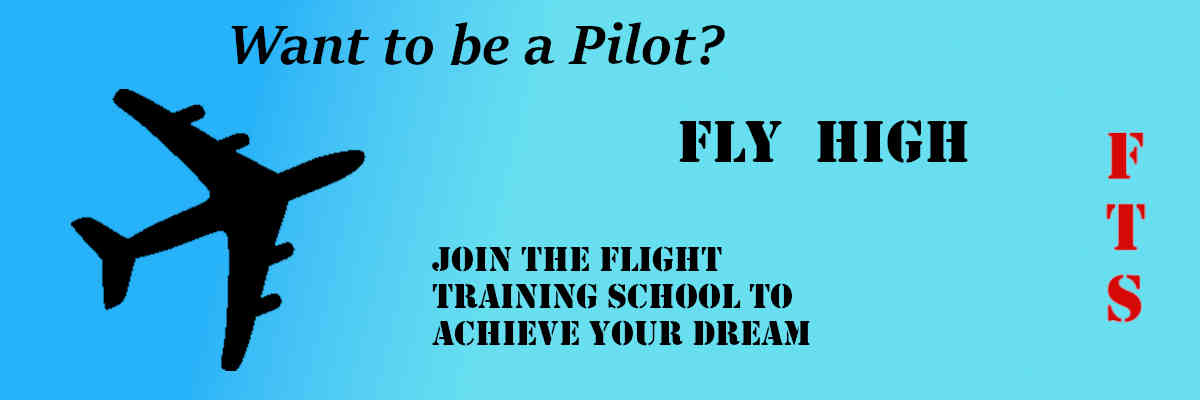 Want to be a Pilot?
FLY HIGH
JOIN THE FLIGHT
TRAINING SCHOOL TO
ACHIEVE YOUR DREAM
F
T
S